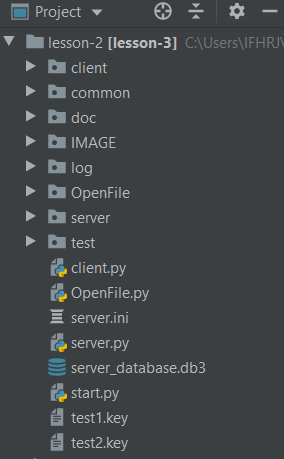 Project
lesson-2 [lesson-3] C:\Users\IFHRJ\
client
common
doc
IMAGE
log
OpenFile
server
test
client.py
OpenFile.py
server.ini
server.py
server_database.db3
start.py
test1.key
test2.key